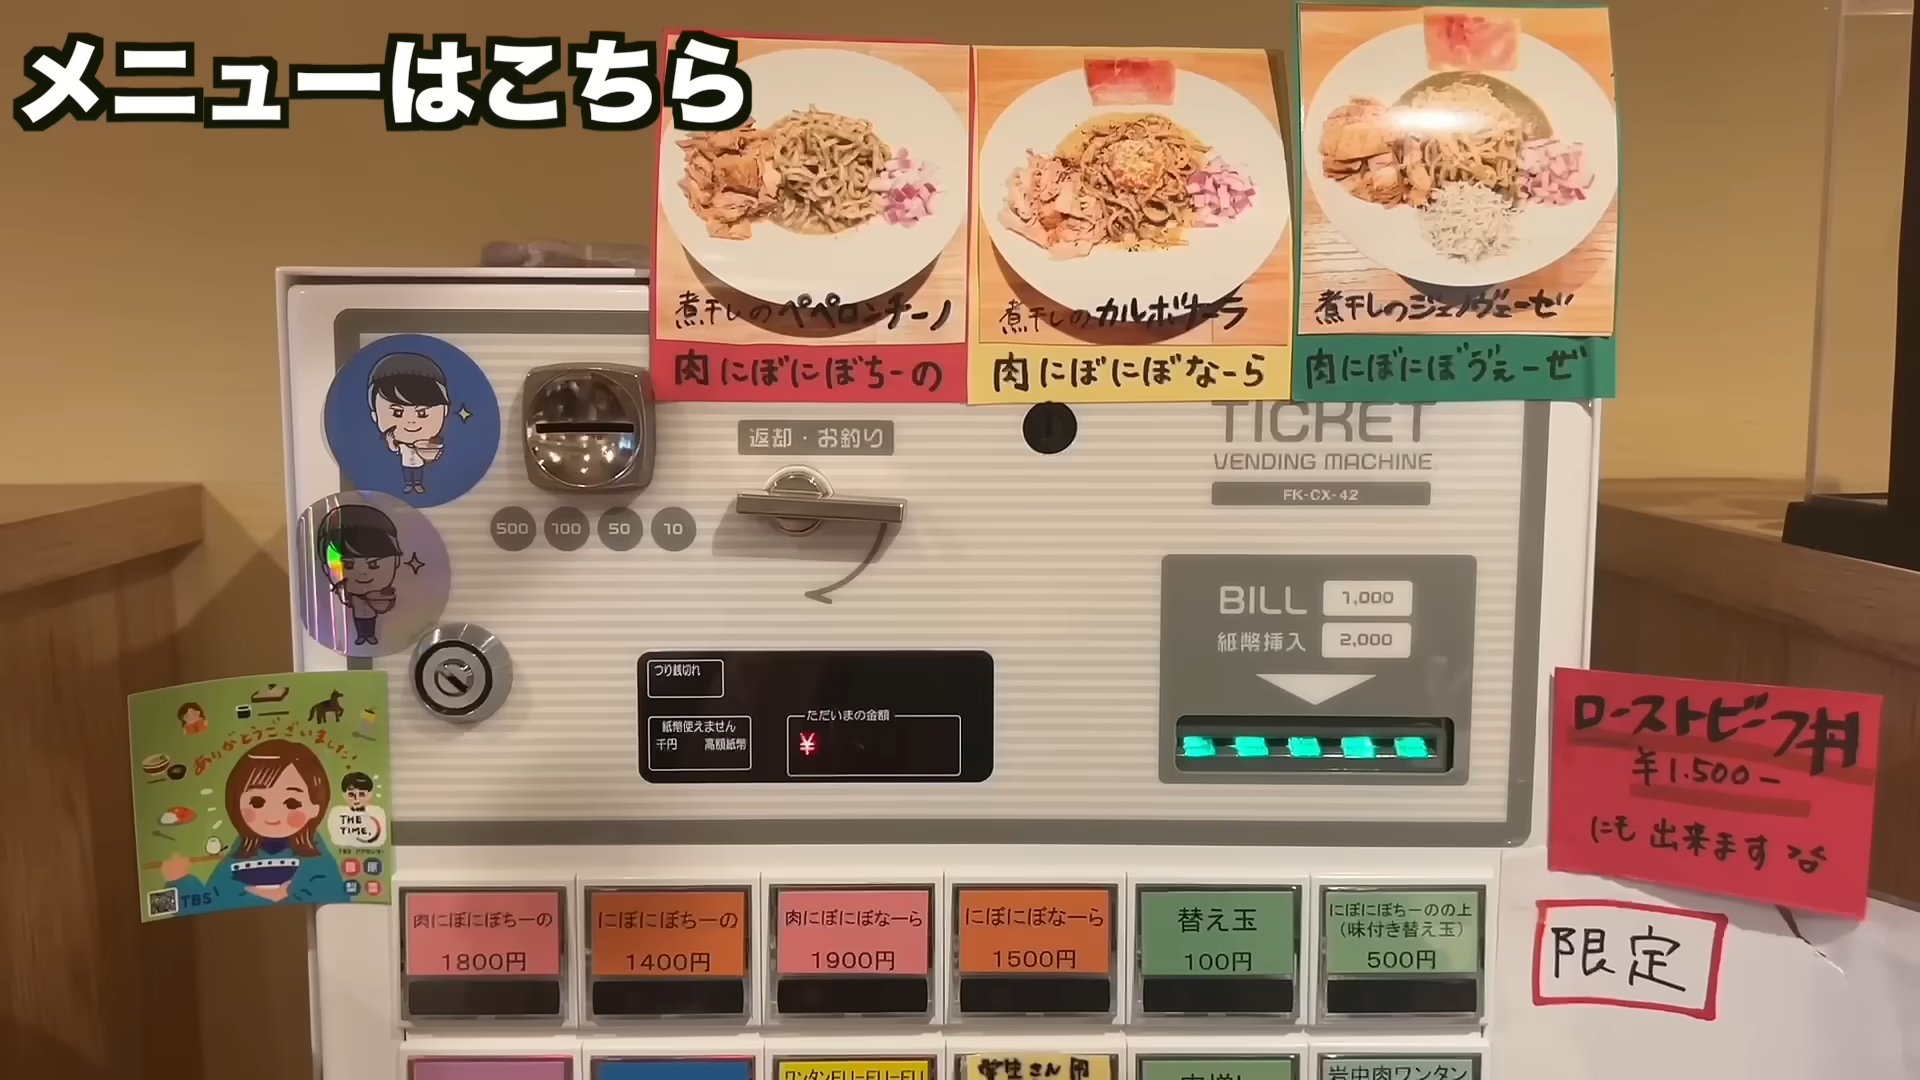 メニューはこちら
煮干しのペペロンチーノ
肉にぼにぼちーの
煮干しのカルボナーラ
肉にぼにぼなーら
煮干しのジェノヴェーゼ
肉にぼにぼゔぇーぜ
返却・お釣り
500 100 50 10
TICKET
VENDING MACHINE
FK-CX-42
BILL 1,000
紙幣挿入 2,000
つり銭切れ
紙幣使えません
千円 高額紙幣
ただいまの金額
¥
ありがとうございました!
THE
TIME,
TBS
ローストビーフ丼
¥1.500-
にも出来ます
限定
肉にぼにぼちーの
1800円
にぼにぼちーの
1400円
肉にぼにぼなーら
1900円
にぼにぼなーら
1500円
替え玉
100円
にぼにぼちーのの上
(味付き替え玉)
500円
学生さん用
岩中肉ワンタン